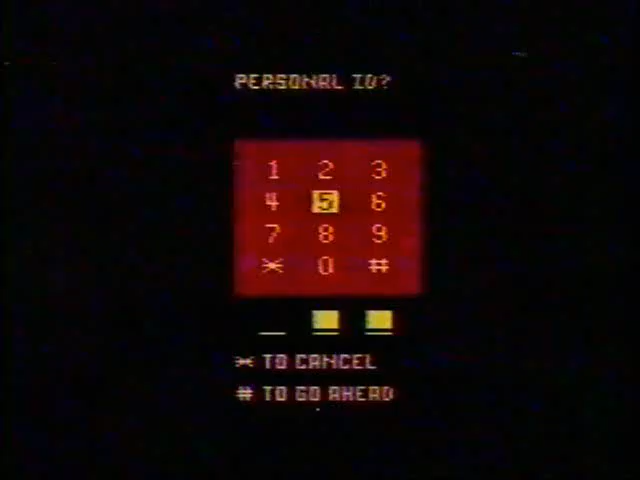 PERSONAL ID?
1 2 3
4 5 6
7 8 9
* 0 #
* TO CANCEL
# TO GO AHEAD